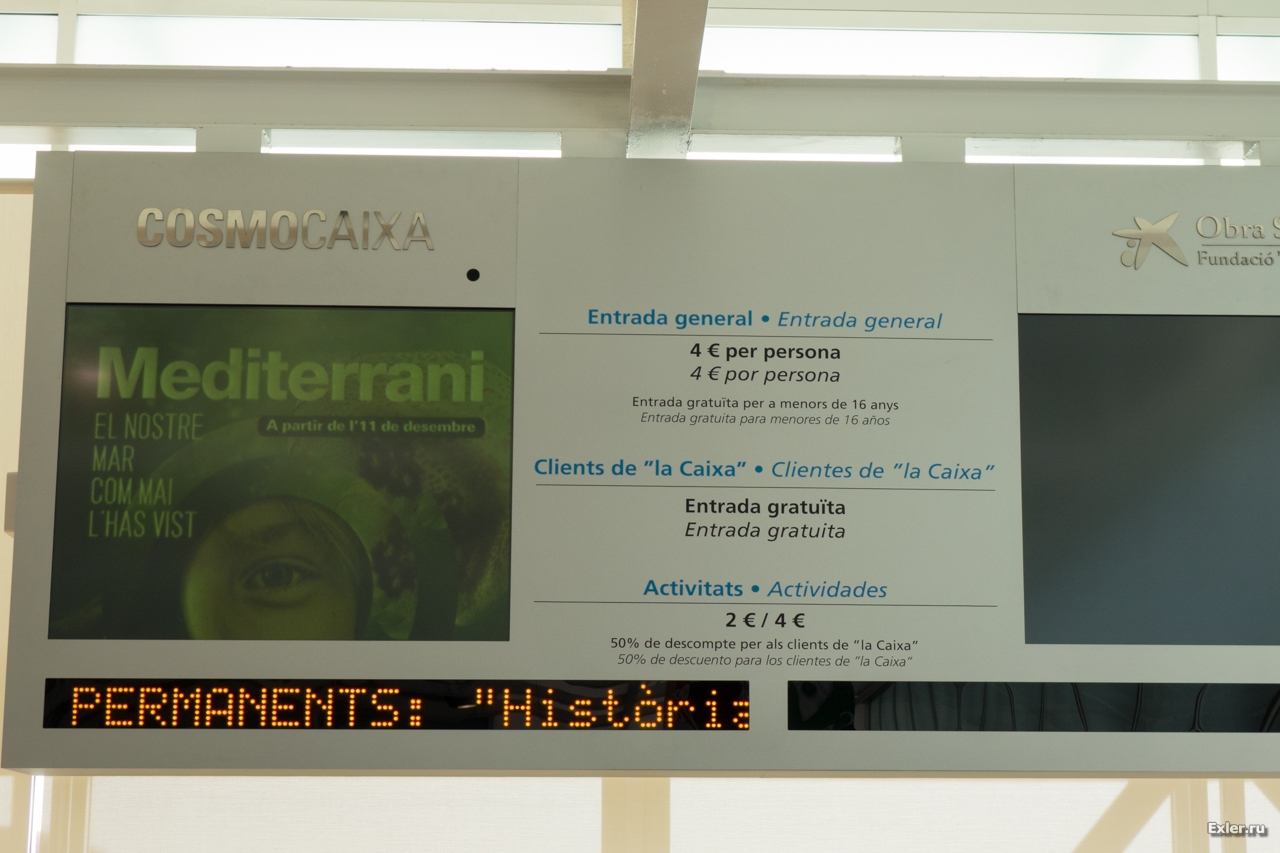 COSMOCAIXA
Mediterrani
A partir de l'11 de desembre
EL NOSTRE
MAR
COM MAI
L'HAS VIST
Entrada general • Entrada general
4 € per persona
4 € por persona
Entrada gratuïta per a menors de 16 anys
Entrada gratuita para menores de 16 años
Clients de "la Caixa" • Clientes de "la Caixa"
Entrada gratuïta
Entrada gratuita
Activitats • Actividades
2 € / 4 €
50% de descompte per als clients de "la Caixa"
50% de descuento para los clientes de "la Caixa"
Obra S
Fundació
PERMANENTS: "Història
Exler.ru